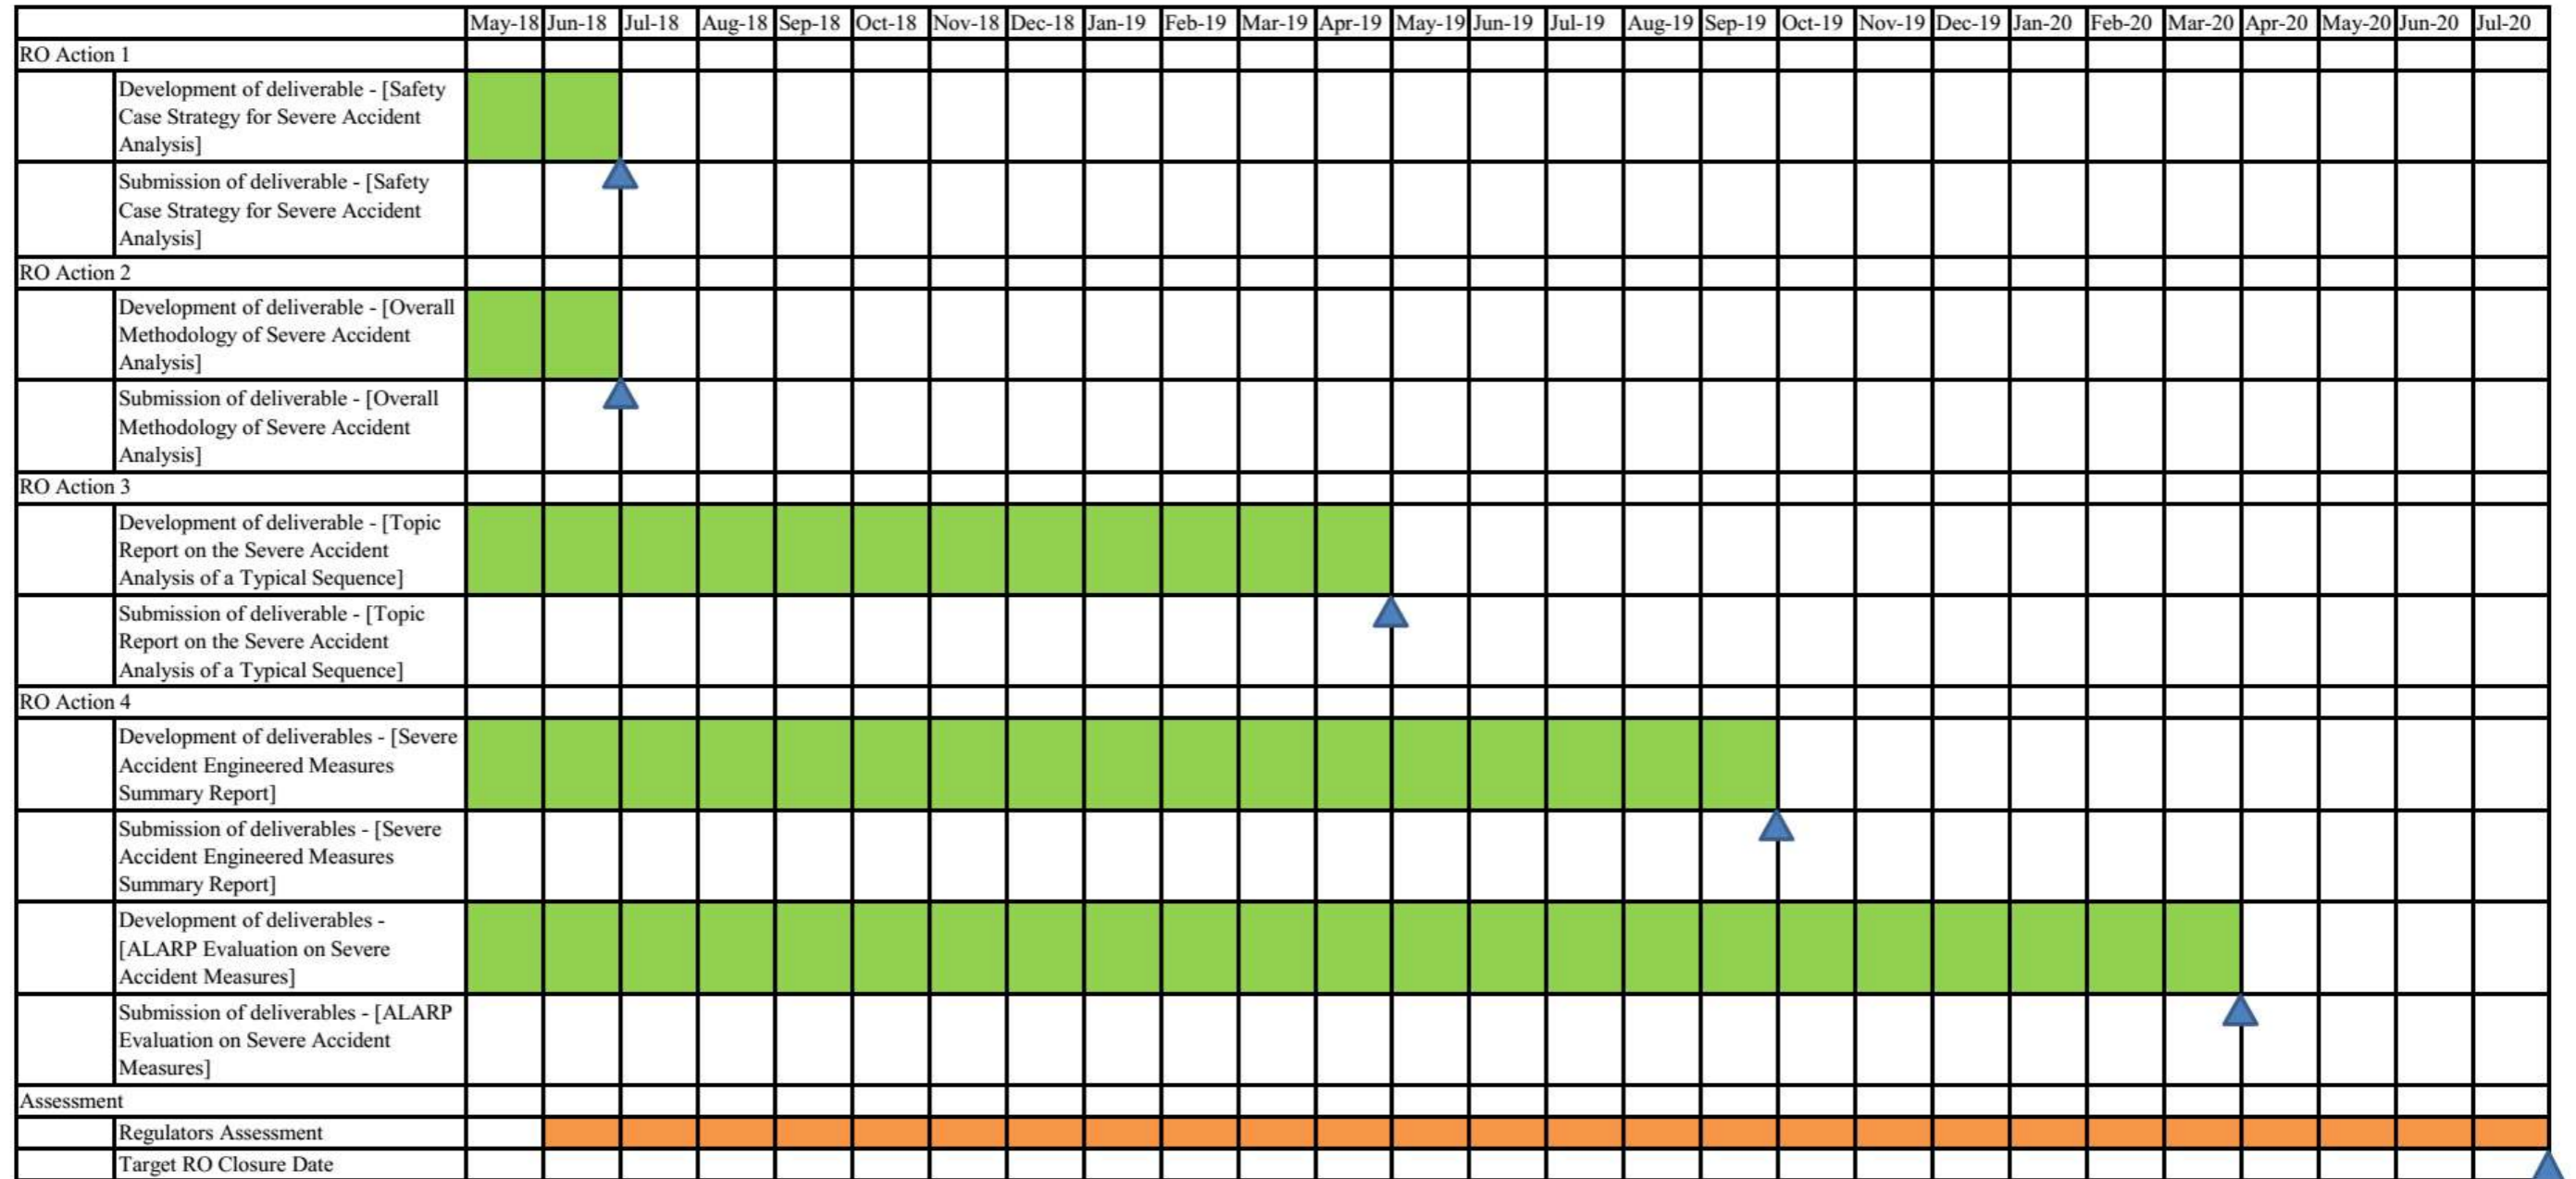 May-18 Jun-18 Jul-18 Aug-18 Sep-18 Oct-18 Nov-18 Dec-18 Jan-19 Feb-19 Mar-19 Apr-19 May-19 Jun-19 Jul-19 Aug-19 Sep-19 Oct-19 Nov-19 Dec-19 Jan-20 Feb-20 Mar-20 Apr-20 May-20 Jun-20 Jul-20
RO Action 1
Development of deliverable - [Safety
Case Strategy for Severe Accident
Analysis]
Submission of deliverable - [Safety
Case Strategy for Severe Accident
Analysis]
RO Action 2
Development of deliverable - [Overall
Methodology of Severe Accident
Analysis]
Submission of deliverable - [Overall
Methodology of Severe Accident
Analysis]
RO Action 3
Development of deliverable - [Topic
Report on the Severe Accident
Analysis of a Typical Sequence]
Submission of deliverable - [Topic
Report on the Severe Accident
Analysis of a Typical Sequence]
RO Action 4
Development of deliverables - [Severe
Accident Engineered Measures
Summary Report]
Submission of deliverables - [Severe
Accident Engineered Measures
Summary Report]
Development of deliverables -
[ALARP Evaluation on Severe
Accident Measures]
Submission of deliverables - [ALARP
Evaluation on Severe Accident
Measures]
Assessment
Regulators Assessment
Target RO Closure Date